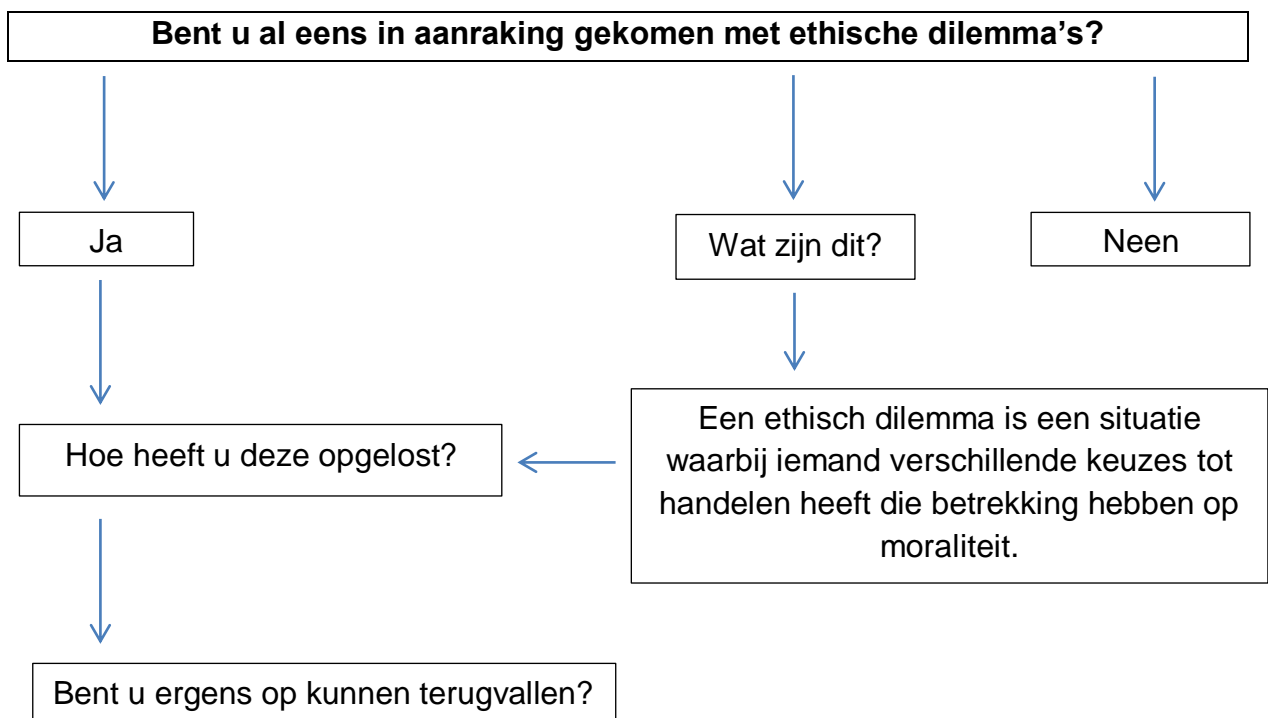 Bent u al eens in aanraking gekomen met ethische dilemma’s?
Ja
Wat zijn dit?
Neen
Hoe heeft u deze opgelost?
Een ethisch dilemma is een situatie
waarbij iemand verschillende keuzes tot
handelen heeft die betrekking hebben op
moraliteit.
Bent u ergens op kunnen terugvallen?